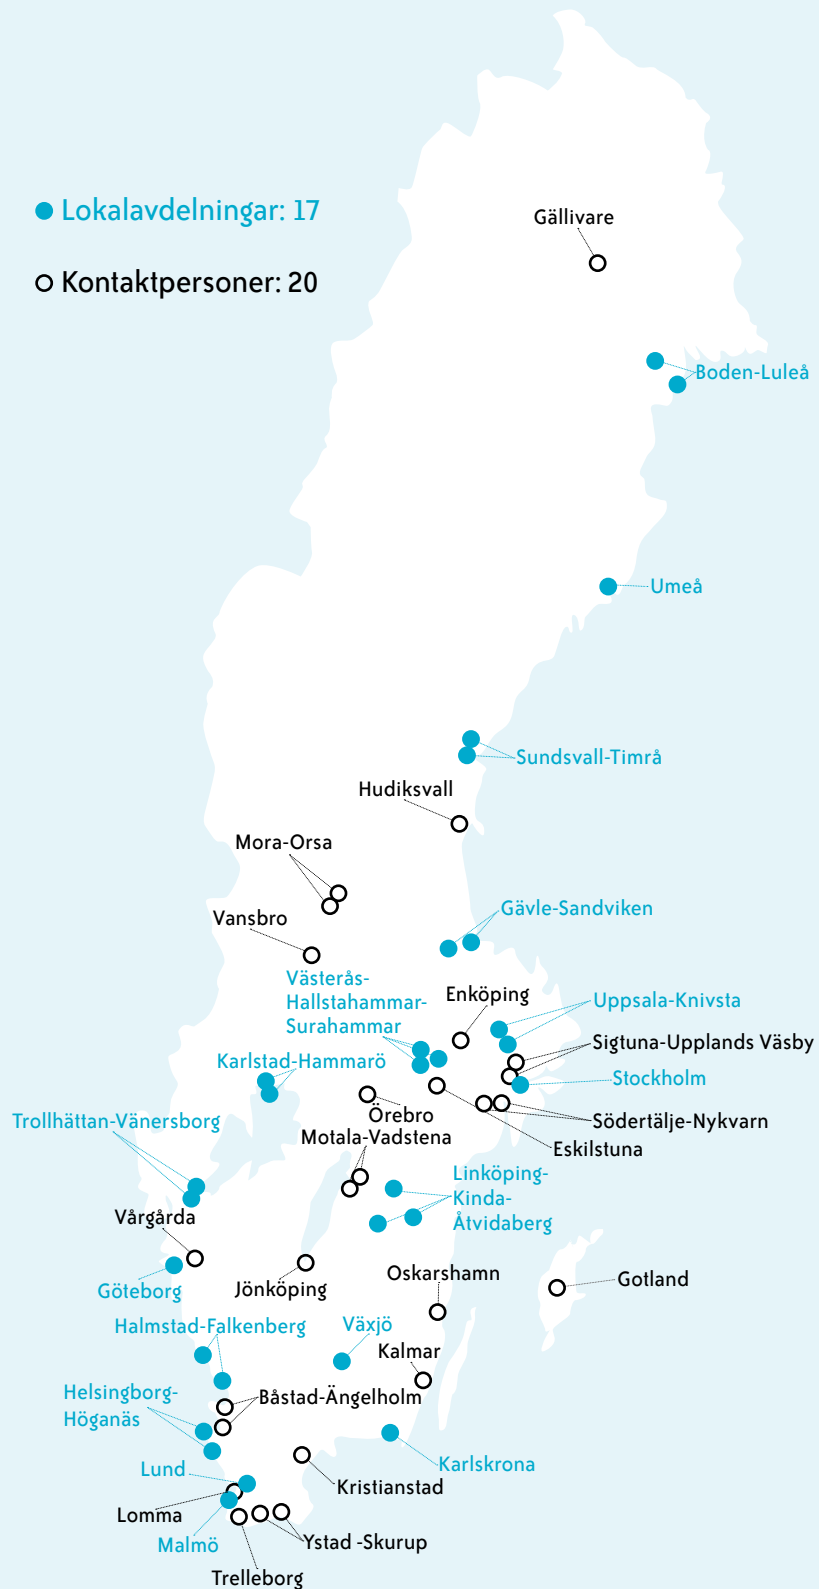 Lokalavdelningar: 17
Kontaktpersoner: 20
Gällivare
Boden-Luleå
Umeå
Sundsvall-Timrå
Hudiksvall
Mora-Orsa
Gävle-Sandviken
Vansbro
Västerås-
Hallstahammar-
Surahammar
Enköping
Uppsala-Knivsta
Sigtuna-Upplands Väsby
Karlstad-Hammarö
Stockholm
Örebro
Södertälje-Nykvarn
Trollhättan-Vänersborg
Motala-Vadstena
Eskilstuna
Linköping-
Kinda-
Åtvidaberg
Vårgårda
Göteborg
Jönköping
Oskarshamn
Gotland
Halmstad-Falkenberg
Växjö
Kalmar
Helsingborg-
Höganäs
Båstad-Ängelholm
Karlskrona
Lund
Kristianstad
Lomma
Malmö
Ystad -Skurup
Trelleborg